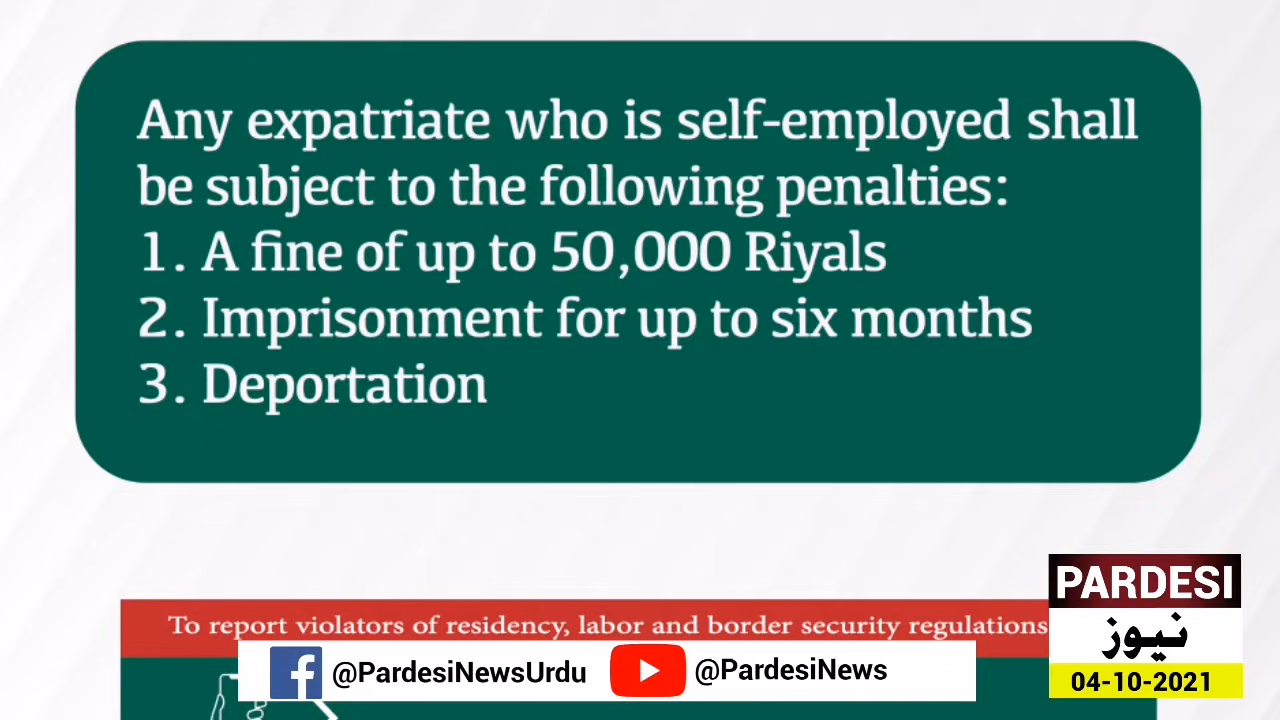 Any expatriate who is self-employed shall
be subject to the following penalties:
1. A fine of up to 50,000 Riyals
2. Imprisonment for up to six months
3. Deportation
To report violators of residency, labor and border security regulations
@PardesiNewsUrdu
@PardesiNews
PARDESI
نیوز
04-10-2021